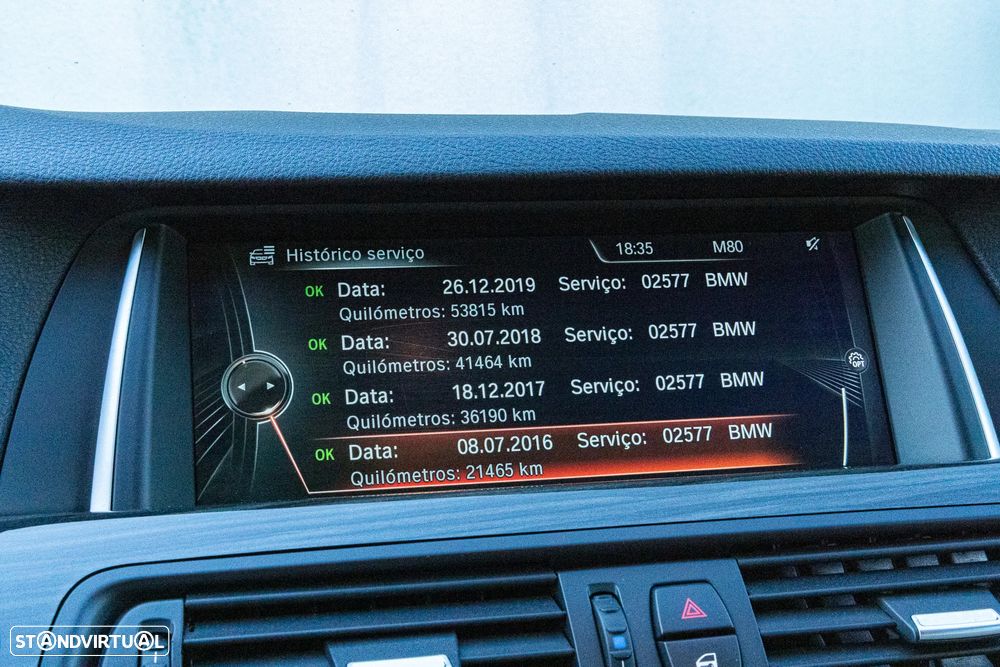 Histórico serviço 18:35 M80
OK Data: 26.12.2019 Serviço: 02577 BMW
Quilómetros: 53815 km
OK Data: 30.07.2018 Serviço: 02577 BMW
Quilómetros: 41464 km
OK Data: 18.12.2017 Serviço: 02577 BMW
Quilómetros: 36190 km
OK Data: 08.07.2016 Serviço: 02577 BMW
Quilómetros: 21465 km
OPT
STANDVIRTUAL